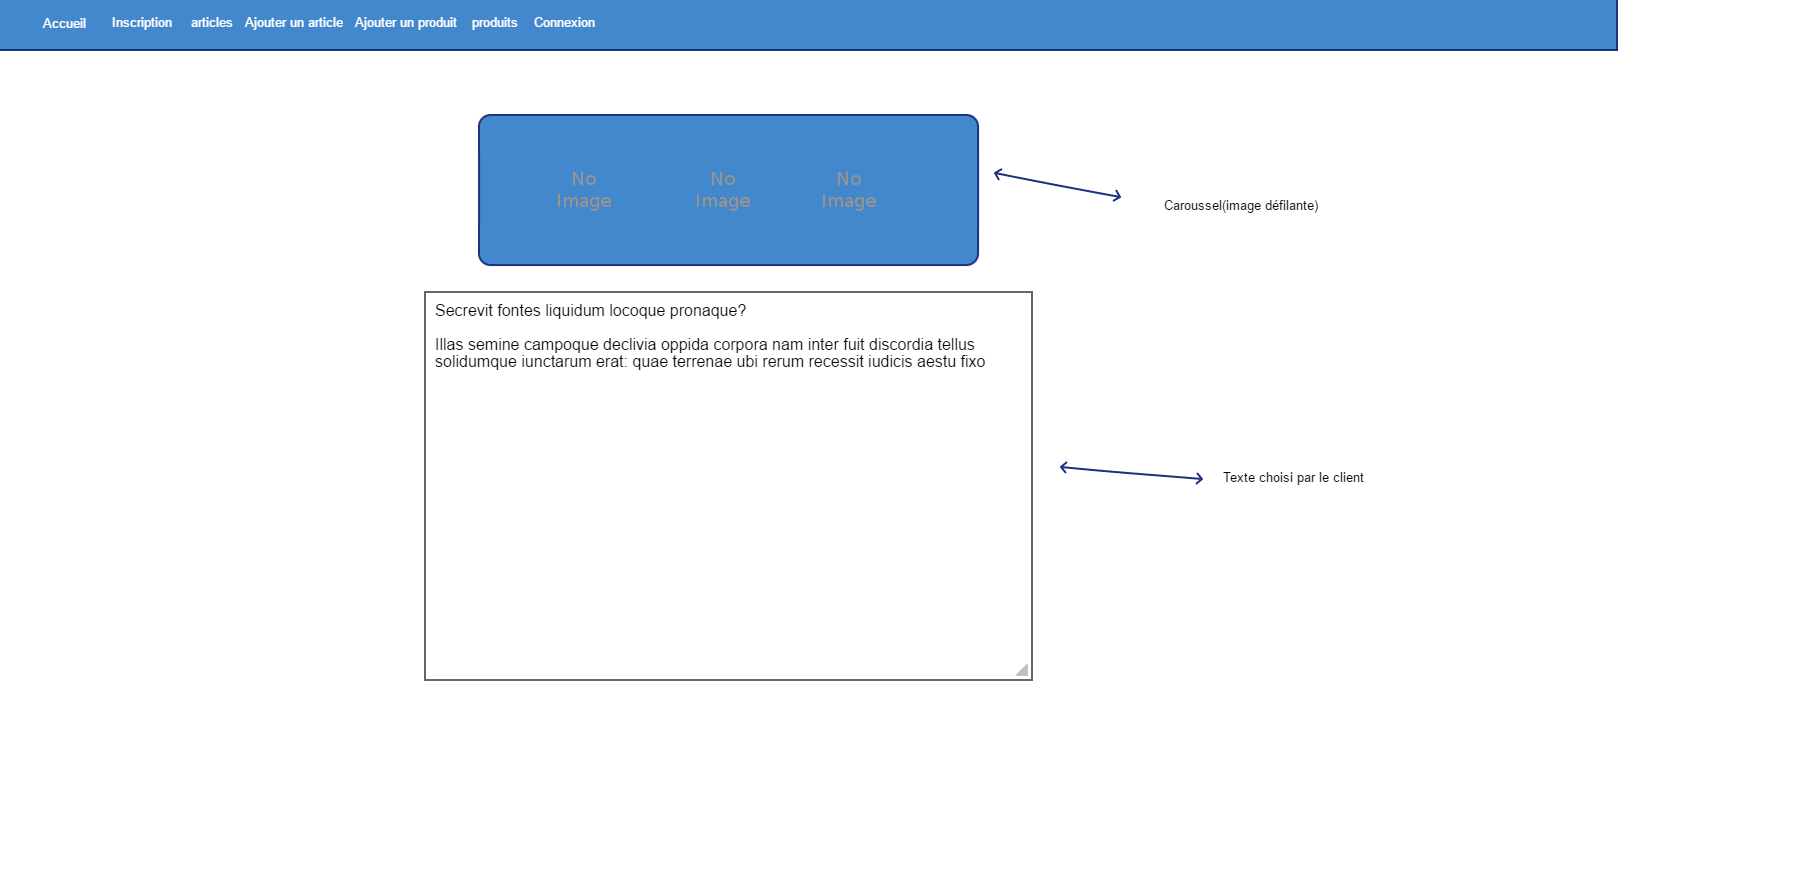 Accueil Inscription articles Ajouter un article Ajouter un produit produits Connexion
No No No
Image Image Image
Caroussel(image défilante)
Secrevit fontes liquidum locoque pronaque?
Illas semine campoque declivia oppida corpora nam inter fuit discordia tellus
solidumque iunctarum erat: quae terrenae ubi rerum recessit iudicis aestu fixo
Texte choisi par le client